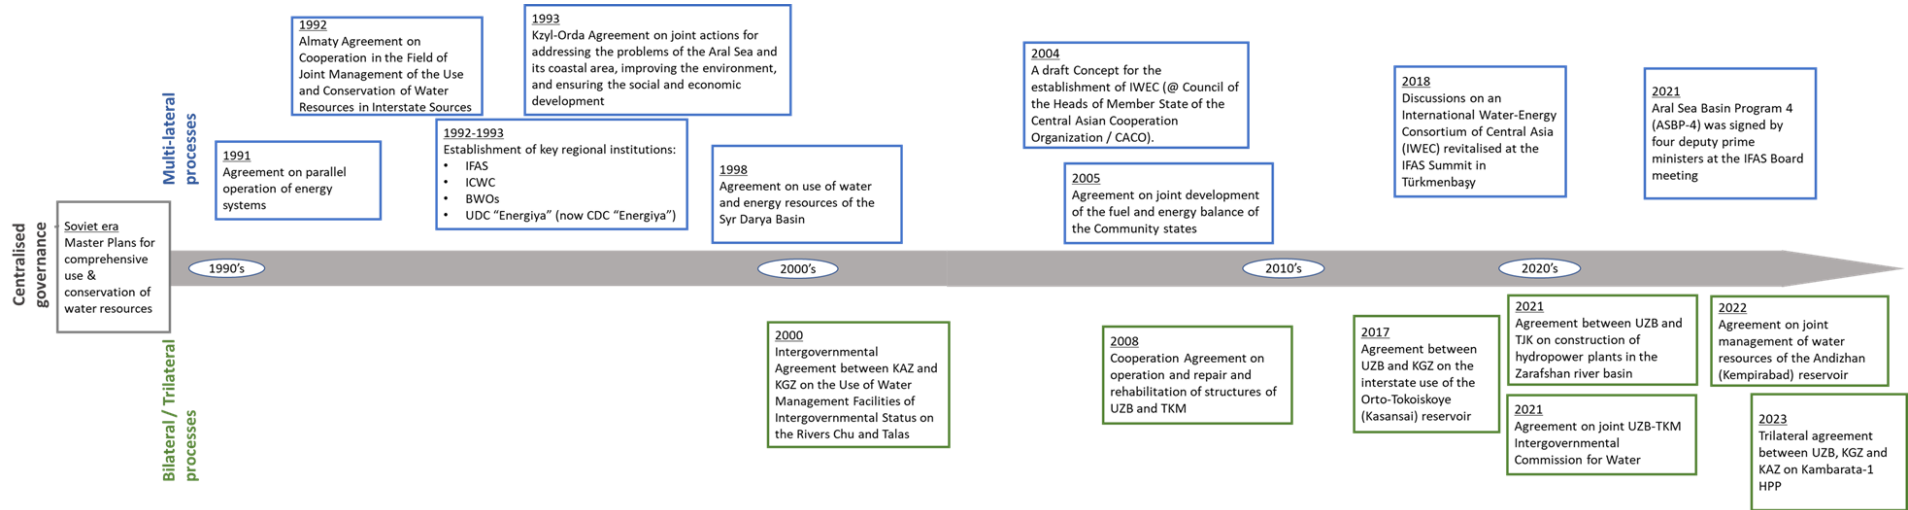 1992
Almaty Agreement on
Cooperation in the Field of
Joint Management of the Use
and Conservation of Water
Resources in Interstate Sources
1993
Kzyl-Orda Agreement on joint actions for
addressing the problems of the Aral Sea and
its coastal area, improving the environment,
and ensuring the social and economic
development
2004
A draft Concept for the
establishment of IWEC (@ Council of
the Heads of Member State of the
Central Asian Cooperation
Organization / CACO).
2018
Discussions on an
International Water-Energy
Consortium of Central Asia
(IWEC) revitalised at the
IFAS Summit in
Türkmenbaşy
2021
Aral Sea Basin Program 4
(ASBP-4) was signed by
four deputy prime
ministers at the IFAS Board
meeting
Multi-lateral
processes
1991
Agreement on parallel
operation of energy
systems
1992-1993
Establishment of key regional institutions:
• IFAS
• ICWC
• BWOs
• UDC “Energiya” (now CDC “Energiya”)
1998
Agreement on use of water
and energy resources of the
Syr Darya Basin
2005
Agreement on joint development
of the fuel and energy balance of
the Community states
Centralised
governance
Soviet era
Master Plans for
comprehensive
use &
conservation of
water resources
1990’s
2000’s
2010’s
2020’s
Bilateral / Trilateral
processes
2000
Intergovernmental
Agreement between KAZ and
KGZ on the Use of Water
Management Facilities of
Intergovernmental Status on
the Rivers Chu and Talas
2008
Cooperation Agreement on
operation and repair and
rehabilitation of structures of
UZB and TKM
2017
Agreement between
UZB and KGZ on the
interstate use of the
Orto-Tokoiskoye
(Kasansai) reservoir
2021
Agreement between UZB and
TJK on construction of
hydropower plants in the
Zarafshan river basin
2021
Agreement on joint UZB-TKM
Intergovernmental
Commission for Water
2022
Agreement on joint
management of water
resources of the Andizhan
(Kempirabad) reservoir
2023
Trilateral agreement
between UZB, KGZ and
KAZ on Kambarata-1
HPP